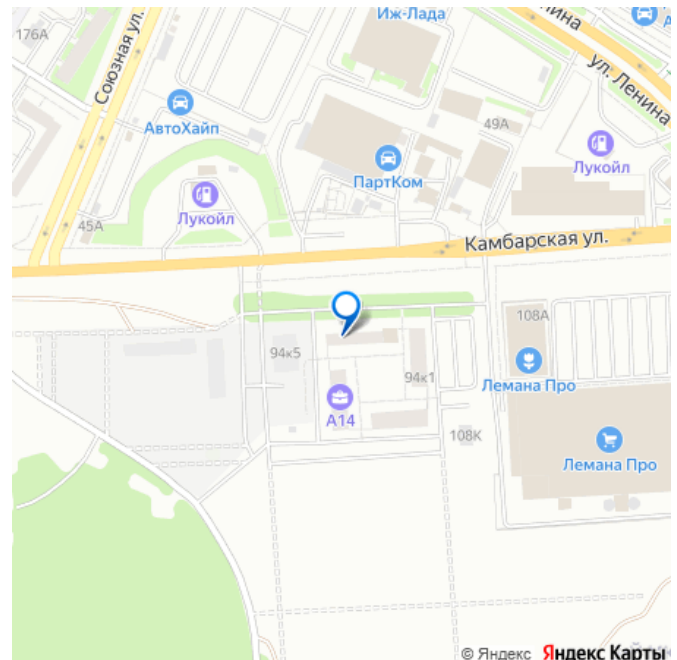 Иж-Лада
176А
Союзная ул.
ул. Ленина
АвтоХайп
49А
ПартКом
Лукойл
Лукойл
45А
Камбарская ул.
108А
94к5
94к1
Лемана Про
А14
108К
Лемана Про
© Яндекс Яндекс Карты